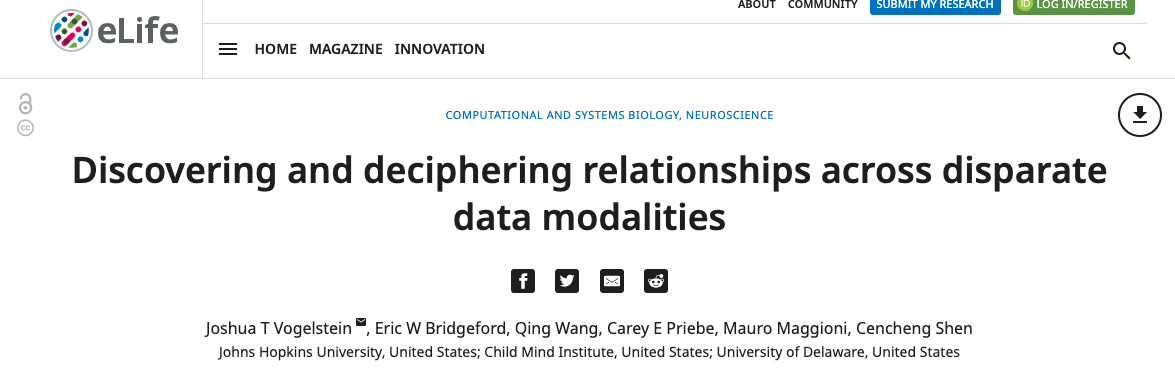 ABOUT COMMUNITY SUBMIT MY RESEARCH iD LOG IN/REGISTER
eLife
HOME MAGAZINE INNOVATION
cc
COMPUTATIONAL AND SYSTEMS BIOLOGY, NEUROSCIENCE
Discovering and deciphering relationships across disparate
data modalities
Joshua T Vogelstein, Eric W Bridgeford, Qing Wang, Carey E Priebe, Mauro Maggioni, Cencheng Shen
Johns Hopkins University, United States; Child Mind Institute, United States; University of Delaware, United States